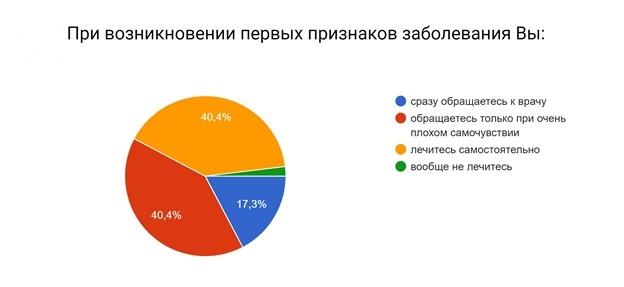 При возникновении первых признаков заболевания Вы:
сразу обращаетесь к врачу
обращаетесь только при очень
плохом самочувствии
лечитесь самостоятельно
вообще не лечитесь
40,4%
17,3%
40,4%